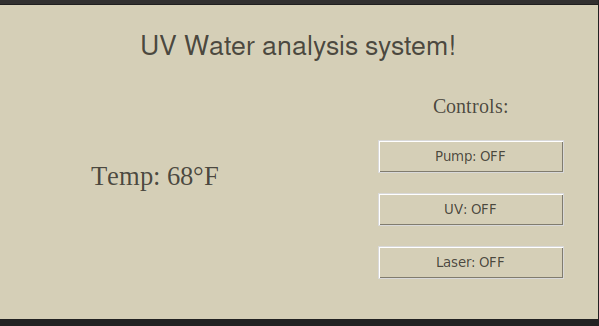 UV Water analysis system!
Controls:
Pump: OFF
Temp: 68°F
UV: OFF
Laser: OFF